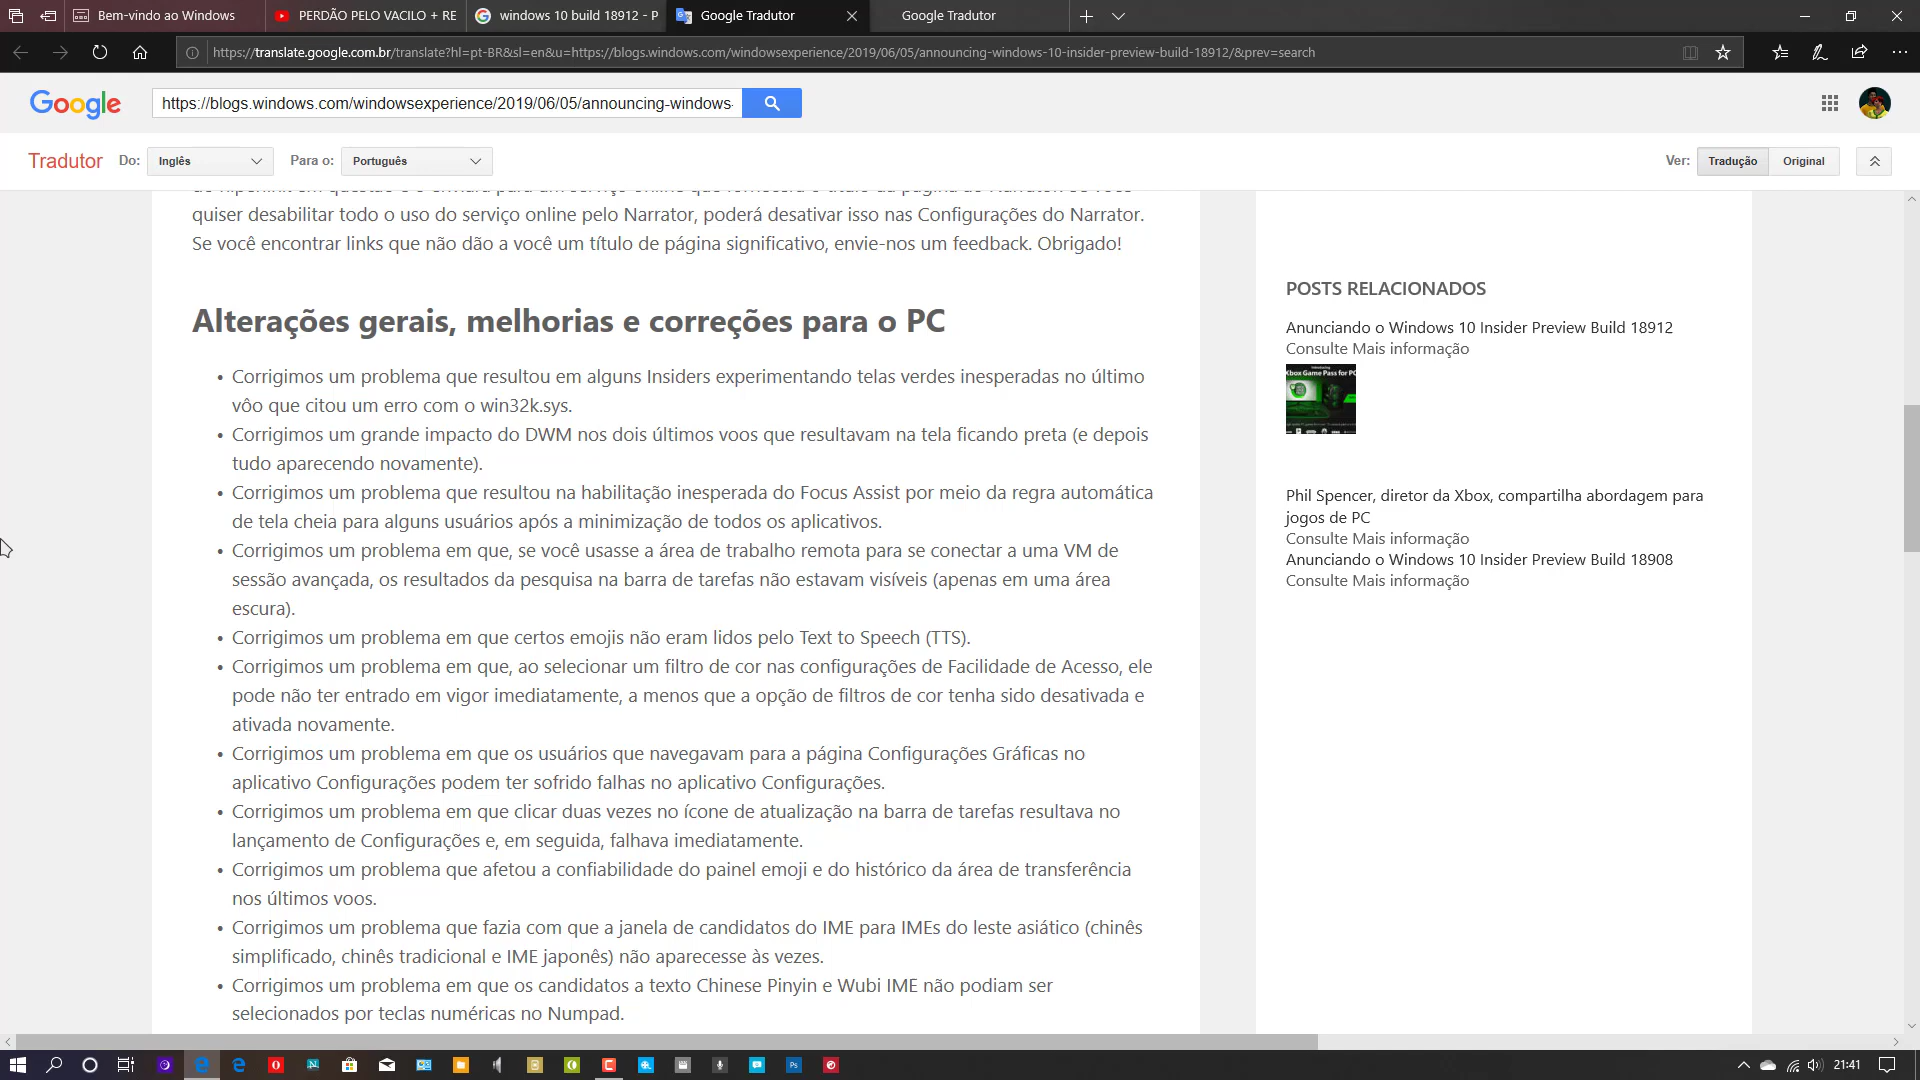 Bem-vindo ao Windows
PERDÃO PELO VACILO + RE
windows 10 build 18912 - P
Google Tradutor
Google Tradutor
https://translate.google.com.br/translate?hl=pt-BR&sl=en&u=https://blogs.windows.com/windowsexperience/2019/06/05/announcing-windows-10-insider-preview-build-18912/&prev=search
Google
https://blogs.windows.com/windowsexperience/2019/06/05/announcing-windows-
Tradutor
Do:
Inglês
Para o:
Português
Ver:
Tradução
Original
quiser desabilitar todo o uso do serviço online pelo Narrator, poderá desativar isso nas Configurações do Narrator.
Se você encontrar links que não dão a você um título de página significativo, envie-nos um feedback. Obrigado!
Alterações gerais, melhorias e correções para o PC
• Corrigimos um problema que resultou em alguns Insiders experimentando telas verdes inesperadas no último
vôo que citou um erro com o win32k.sys.
• Corrigimos um grande impacto do DWM nos dois últimos voos que resultavam na tela ficando preta (e depois
tudo aparecendo novamente).
• Corrigimos um problema que resultou na habilitação inesperada do Focus Assist por meio da regra automática
de tela cheia para alguns usuários após a minimização de todos os aplicativos.
• Corrigimos um problema em que, se você usasse a área de trabalho remota para se conectar a uma VM de
sessão avançada, os resultados da pesquisa na barra de tarefas não estavam visíveis (apenas em uma área
escura).
• Corrigimos um problema em que certos emojis não eram lidos pelo Text to Speech (TTS).
• Corrigimos um problema em que, ao selecionar um filtro de cor nas configurações de Facilidade de Acesso, ele
pode não ter entrado em vigor imediatamente, a menos que a opção de filtros de cor tenha sido desativada e
ativada novamente.
• Corrigimos um problema em que os usuários que navegavam para a página Configurações Gráficas no
aplicativo Configurações podem ter sofrido falhas no aplicativo Configurações.
• Corrigimos um problema em que clicar duas vezes no ícone de atualização na barra de tarefas resultava no
lançamento de Configurações e, em seguida, falhava imediatamente.
• Corrigimos um problema que afetou a confiabilidade do painel emoji e do histórico da área de transferência
nos últimos voos.
• Corrigimos um problema que fazia com que a janela de candidatos do IME para IMEs do leste asiático (chinês
simplificado, chinês tradicional e IME japonês) não aparecesse às vezes.
• Corrigimos um problema em que os candidatos a texto Chinese Pinyin e Wubi IME não podiam ser
selecionados por teclas numéricas no Numpad.
POSTS RELACIONADOS
Anunciando o Windows 10 Insider Preview Build 18912
Consulte Mais informação
Introducing
Xbox Game Pass for PC
Phil Spencer, diretor da Xbox, compartilha abordagem para
jogos de PC
Consulte Mais informação
Anunciando o Windows 10 Insider Preview Build 18908
Consulte Mais informação
21:41